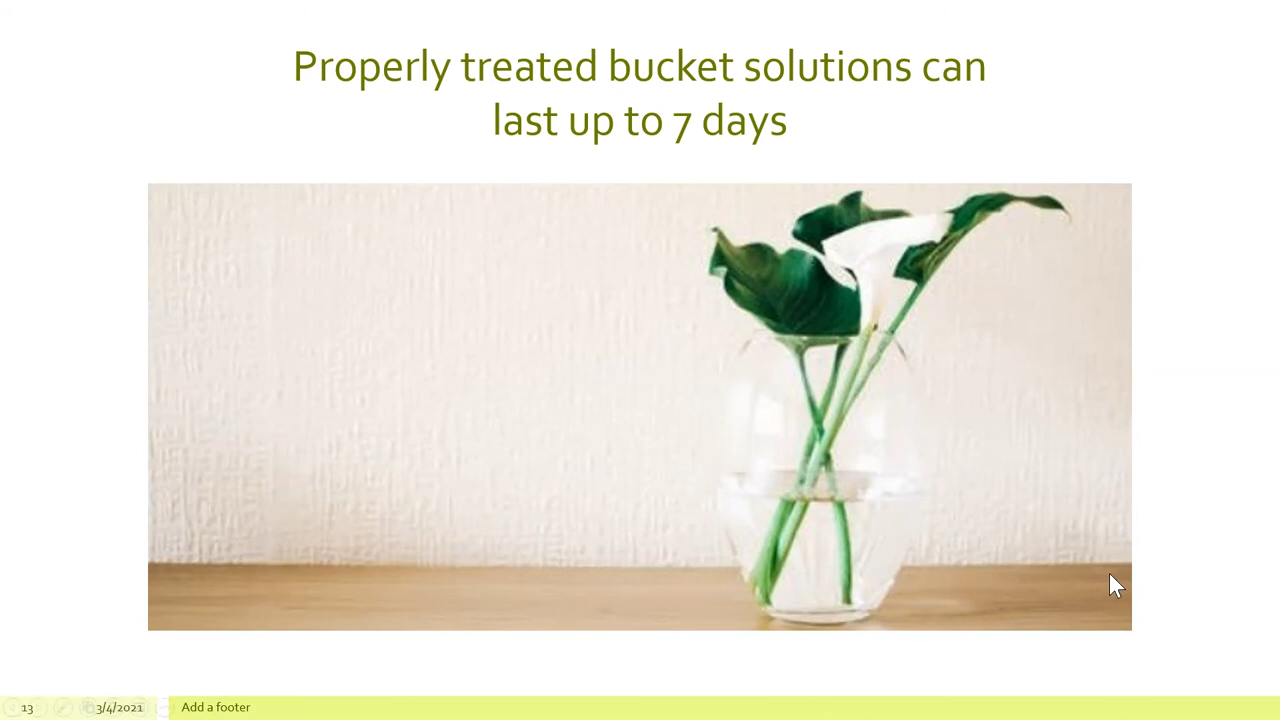 Properly treated bucket solutions can
last up to 7 days
13
3/4/2021
Add a footer